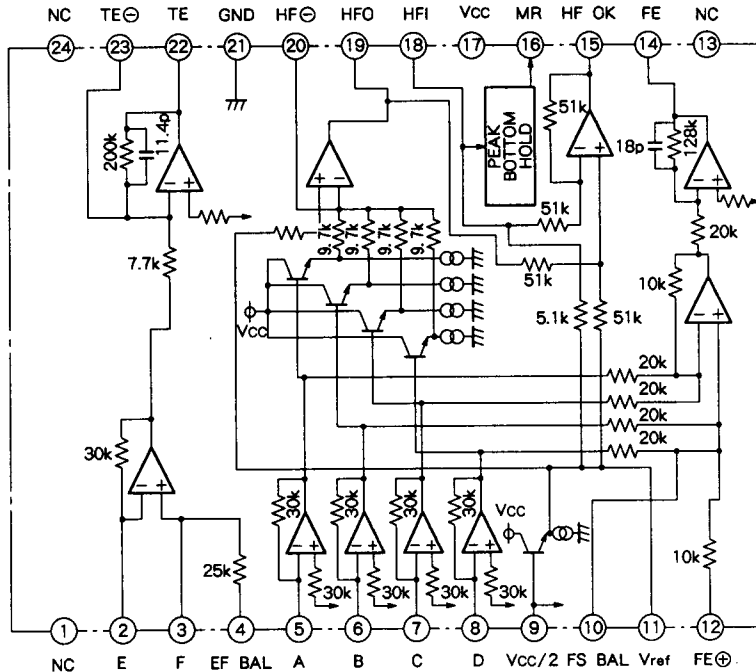 NC TE⊖ TE GND HF⊖ HFO HFI Vcc MR HF OK FE NC
24 23 22 21 20 19 18 17 16 15 14 13
200k
11.4p
51k
18p
128k
PEAK
BOTTOM
HOLD
+ −
− +
− +
− +
9.7k 9.7k 9.7k 9.7k
51k
20k
7.7k
51k
10k
Vcc
5.1k
51k
− +
20k
20k
20k
20k
30k
− +
Vcc
30k 30k 30k 30k
− + − + − + − +
25k
30k 30k 30k 30k
10k
1 2 3 4 5 6 7 8 9 10 11 12
NC E F EF BAL A B C D Vcc/2 FS BAL Vref FE⊕